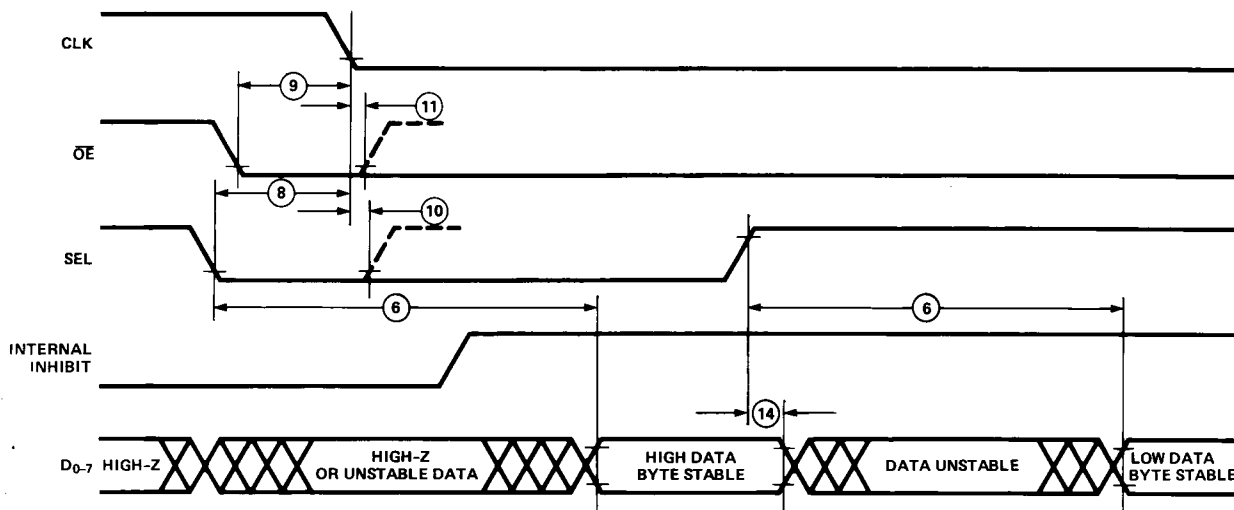 CLK
9
11
OE
8
10
SEL
6
6
INTERNAL
INHIBIT
14
D0-7
HIGH-Z
HIGH-Z
OR UNSTABLE DATA
HIGH DATA
BYTE STABLE
DATA UNSTABLE
LOW DATA
BYTE STABLE